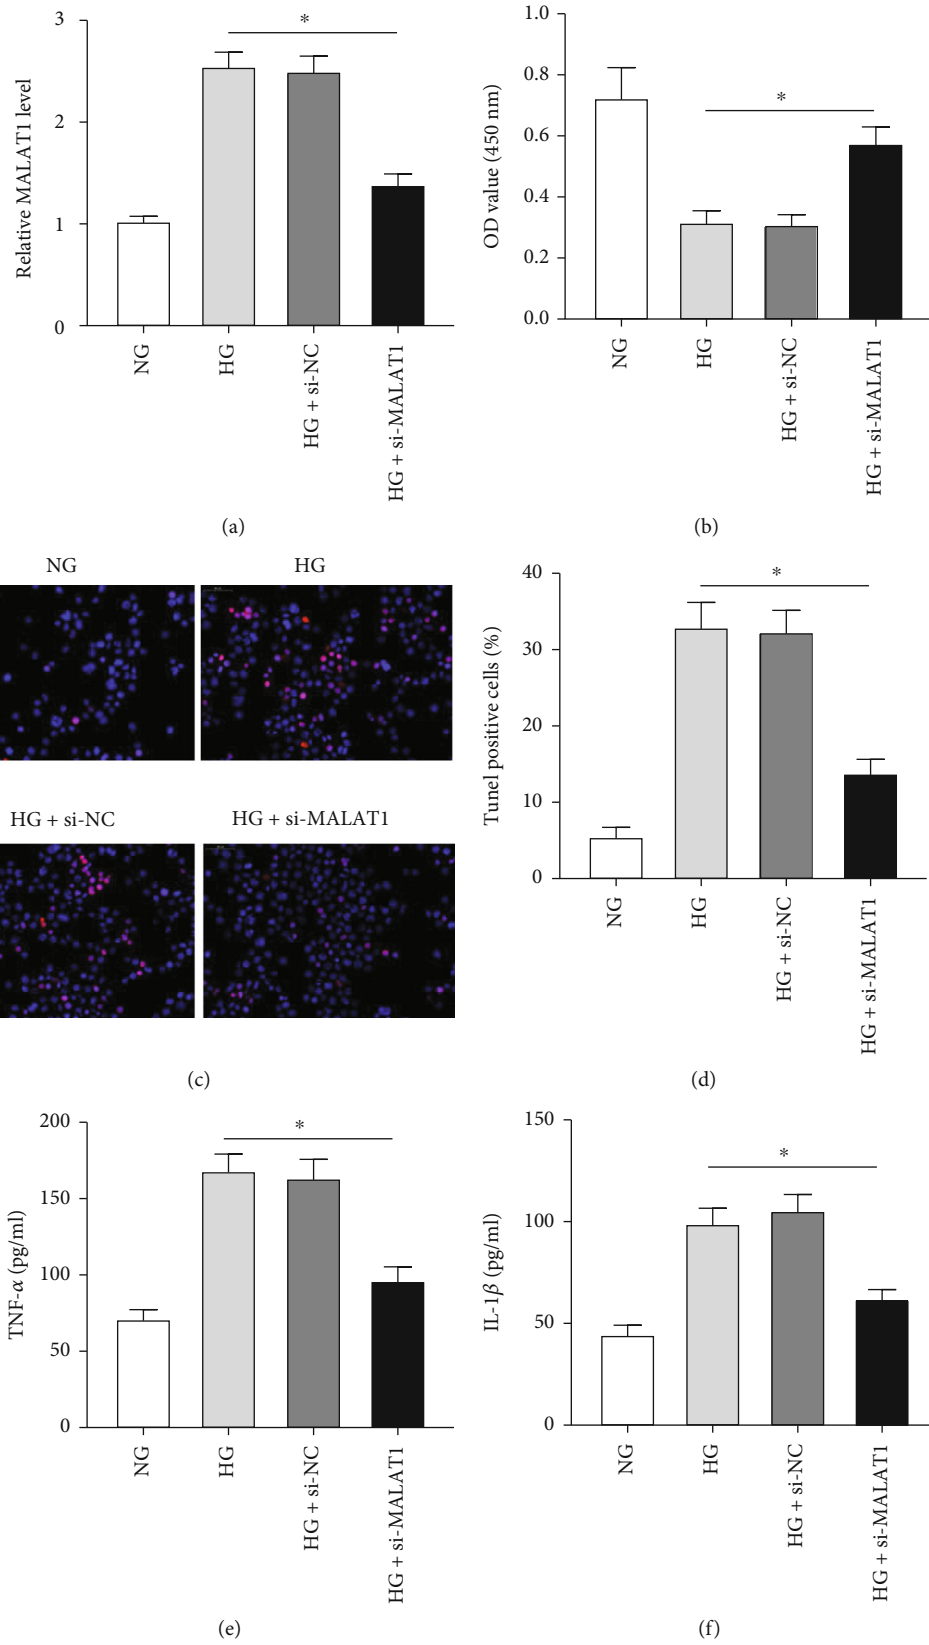 3
2
1
0
Relative MALAT1 level
*
NG
HG
HG + si-NC
HG + si-MALAT1
(a)
1.0
0.8
0.6
0.4
0.2
0.0
OD value (450 nm)
*
NG
HG
HG + si-NC
HG + si-MALAT1
(b)
NG
HG
HG + si-NC
HG + si-MALAT1
(c)
40
30
20
10
0
Tunel positive cells (%)
*
NG
HG
HG + si-NC
HG + si-MALAT1
(d)
200
150
100
50
0
TNF-α (pg/ml)
*
NG
HG
HG + si-NC
HG + si-MALAT1
(e)
150
100
50
0
IL-1β (pg/ml)
*
NG
HG
HG + si-NC
HG + si-MALAT1
(f)